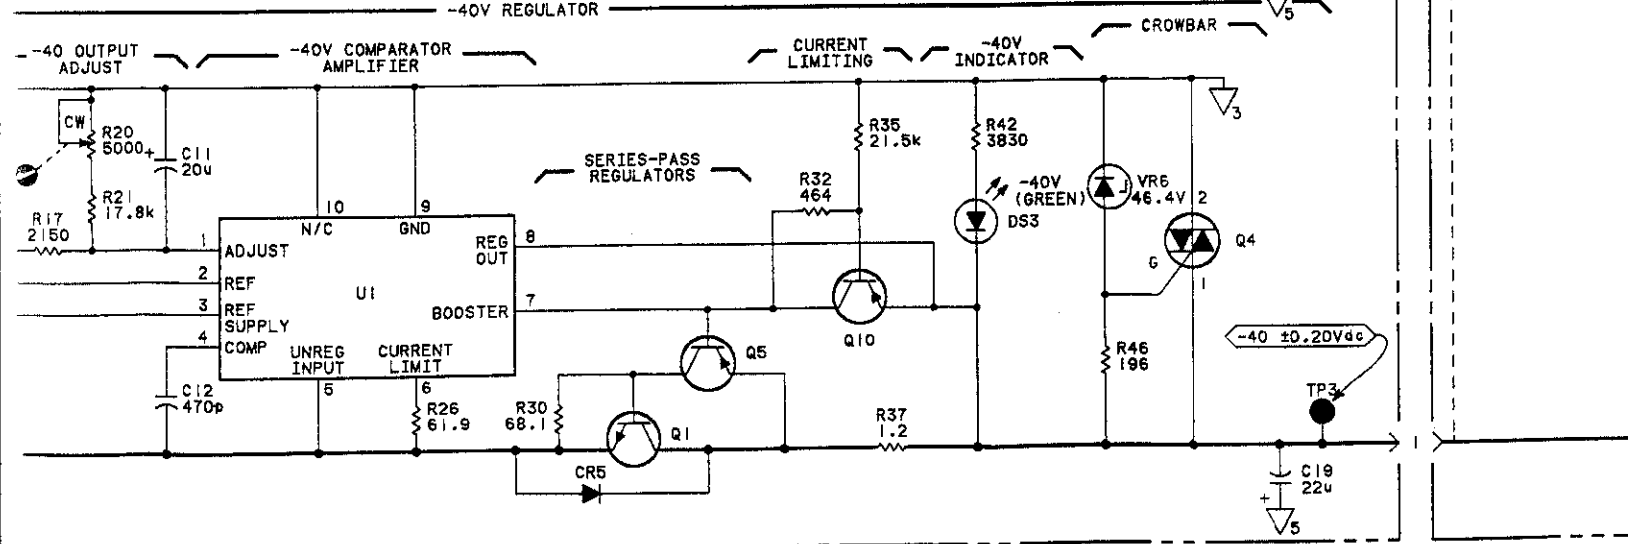 -40V REGULATOR
5
CROWBAR
-40 OUTPUT
ADJUST
-40V COMPARATOR
AMPLIFIER
CURRENT
LIMITING
-40V
INDICATOR
3
CW
R20
5000
+
C11
20u
R35
21.5k
R42
3830
SERIES-PASS
REGULATORS
R21
17.8k
R32
464
-40V
(GREEN)
DS3
VR6
46.4V
2
R17
2150
10
N/C
9
GND
1
ADJUST
REG
OUT
8
Q4
G
1
2
REF
U1
3
REF
SUPPLY
BOOSTER
7
4
COMP
UNREG
INPUT
CURRENT
LIMIT
5
6
Q5
Q10
-40 ±0.20Vdc
R46
196
TP3
C12
470p
R26
61.9
R30
68.1
Q1
R37
1.2
1
CR5
C19
22u
+
5